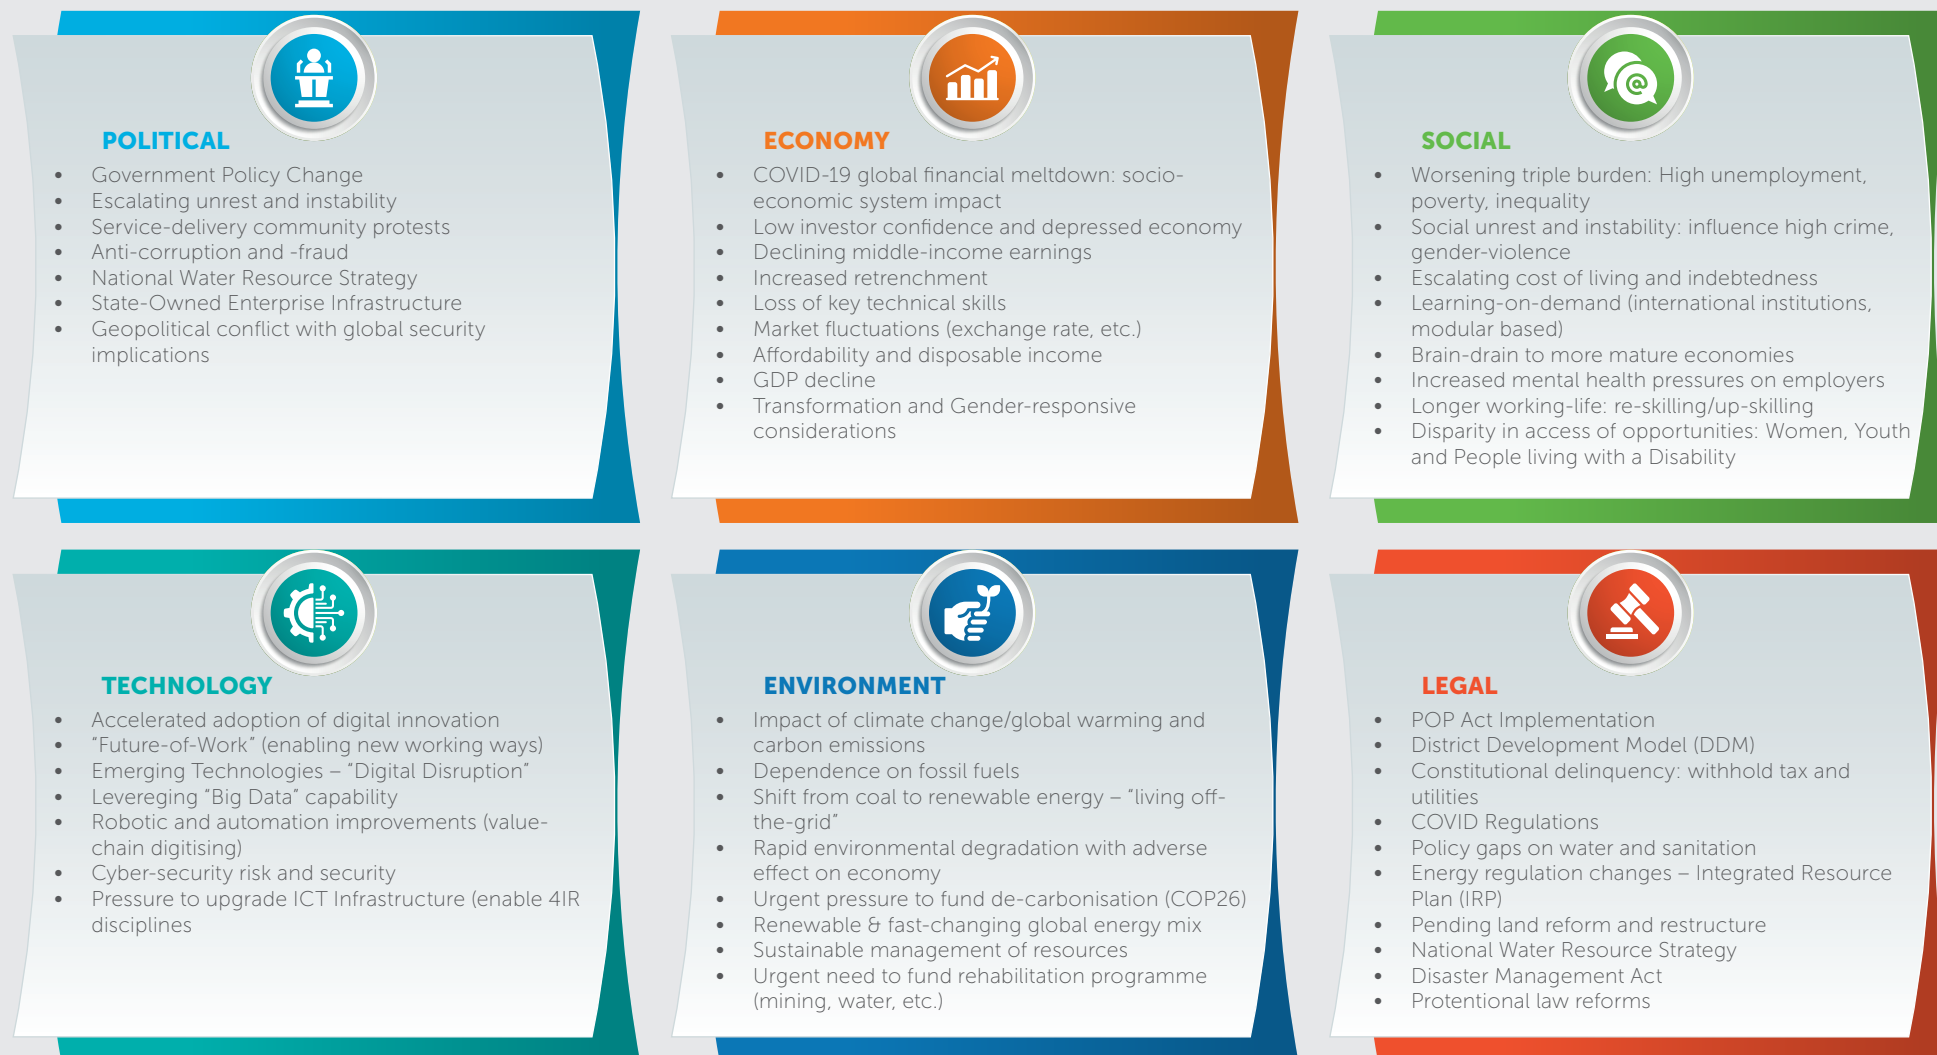 POLITICAL
• Government Policy Change
• Escalating unrest and instability
• Service-delivery community protests
• Anti-corruption and -fraud
• National Water Resource Strategy
• State-Owned Enterprise Infrastructure
• Geopolitical conflict with global security
implications
ECONOMY
• COVID-19 global financial meltdown: socio-
economic system impact
• Low investor confidence and depressed economy
• Declining middle-income earnings
• Increased retrenchment
• Loss of key technical skills
• Market fluctuations (exchange rate, etc.)
• Affordability and disposable income
• GDP decline
• Transformation and Gender-responsive
considerations
SOCIAL
• Worsening triple burden: High unemployment,
poverty, inequality
• Social unrest and instability: influence high crime,
gender-violence
• Escalating cost of living and indebtedness
• Learning-on-demand (international institutions,
modular based)
• Brain-drain to more mature economies
• Increased mental health pressures on employers
• Longer working-life: re-skilling/up-skilling
• Disparity in access of opportunities: Women, Youth
and People living with a Disability
TECHNOLOGY
• Accelerated adoption of digital innovation
• “Future-of-Work” (enabling new working ways)
• Emerging Technologies – “Digital Disruption”
• Levereging “Big Data” capability
• Robotic and automation improvements (value-
chain digitising)
• Cyber-security risk and security
• Pressure to upgrade ICT Infrastructure (enable 4IR
disciplines
ENVIRONMENT
• Impact of climate change/global warming and
carbon emissions
• Dependence on fossil fuels
• Shift from coal to renewable energy – “living off-
the-grid”
• Rapid environmental degradation with adverse
effect on economy
• Urgent pressure to fund de-carbonisation (COP26)
• Renewable & fast-changing global energy mix
• Sustainable management of resources
• Urgent need to fund rehabilitation programme
(mining, water, etc.)
LEGAL
• POP Act Implementation
• District Development Model (DDM)
• Constitutional delinquency: withhold tax and
utilities
• COVID Regulations
• Policy gaps on water and sanitation
• Energy regulation changes – Integrated Resource
Plan (IRP)
• Pending land reform and restructure
• National Water Resource Strategy
• Disaster Management Act
• Protentional law reforms